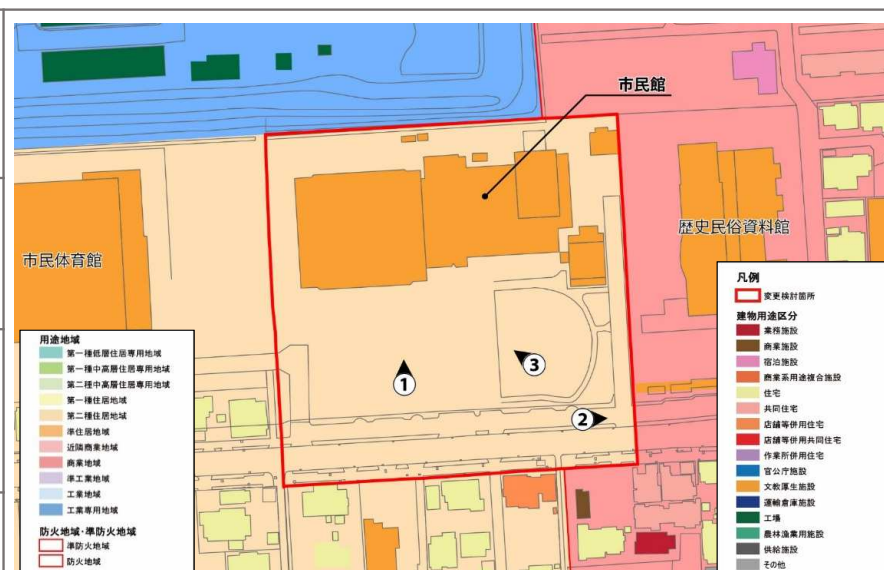 市民館
歴史民俗資料館
市民体育館
1
3
2
用途地域
第一種低層住居専用地域
第一種中高層住居専用地域
第二種中高層住居専用地域
第一種住居地域
第二種住居地域
準住居地域
近隣商業地域
商業地域
準工業地域
工業地域
工業専用地域
防火地域・準防火地域
準防火地域
防火地域
凡例
変更検討箇所
建物用途区分
業務施設
商業施設
宿泊施設
商業系用途複合施設
住宅
共同住宅
店舗等併用住宅
店舗等併用共同住宅
作業所併用住宅
官公庁施設
文教厚生施設
運輸倉庫施設
工場
農林漁業用施設
供給施設
その他